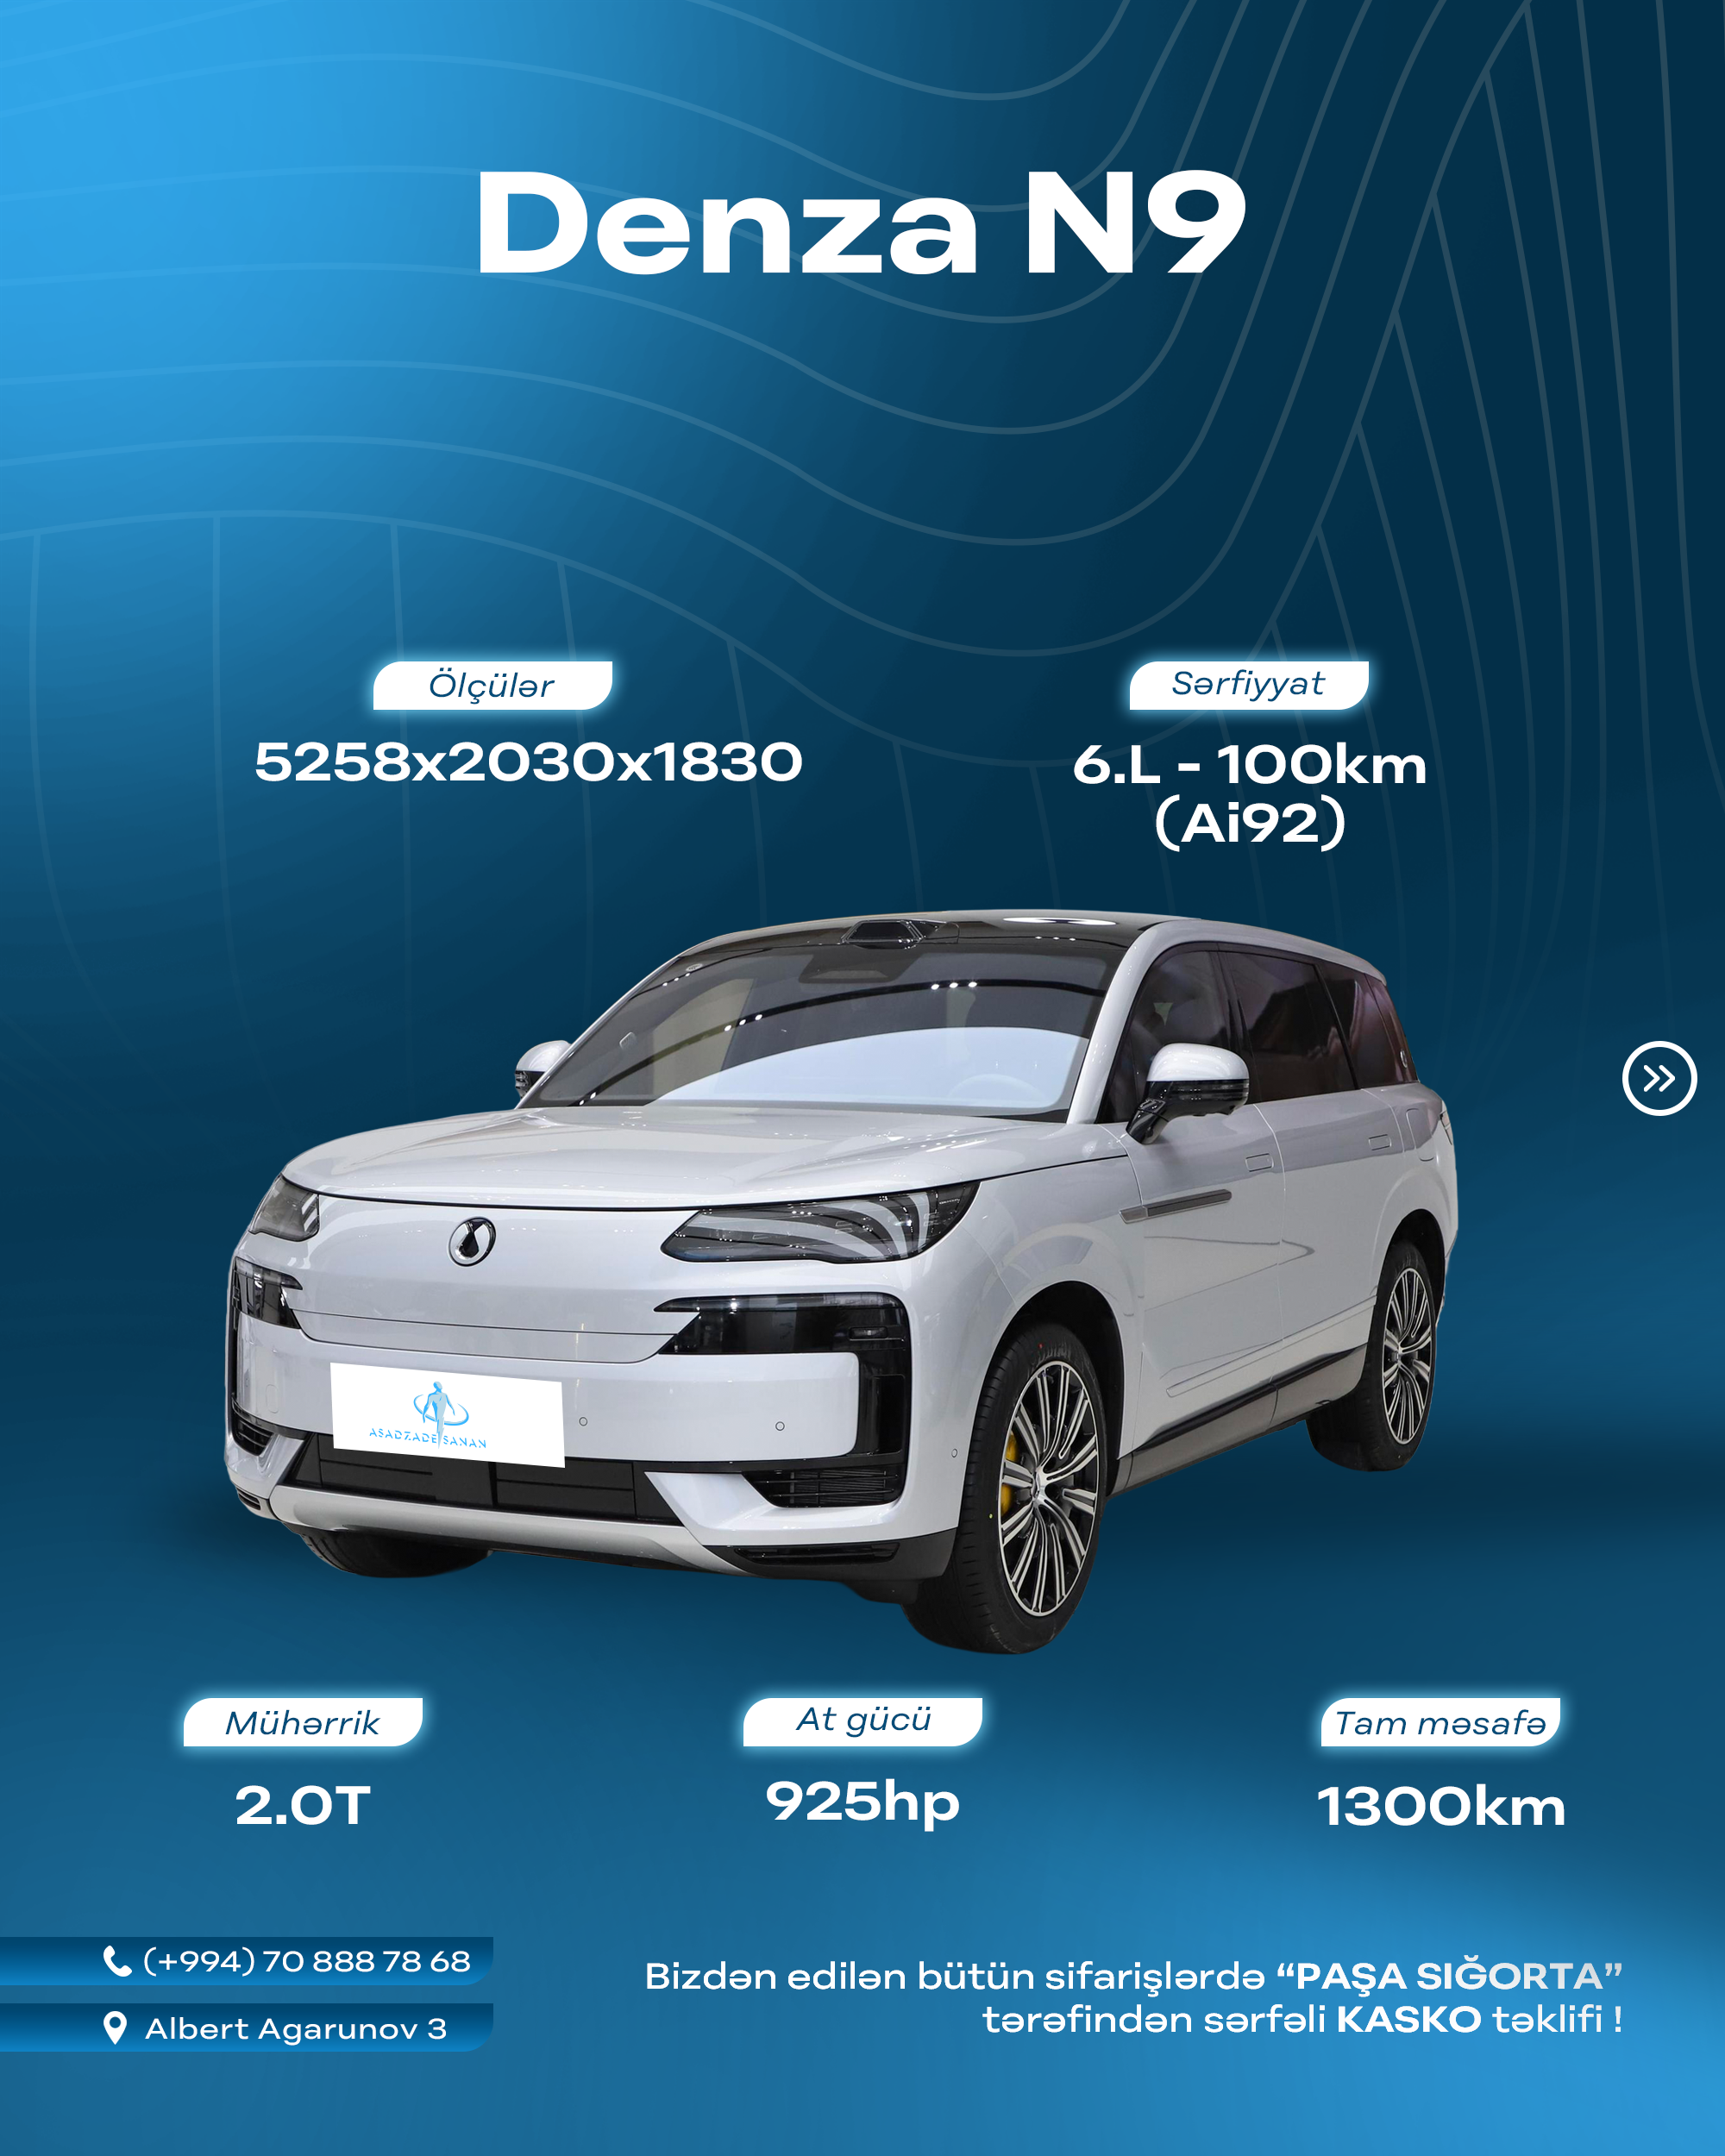 Denza N9
Ölçülər
5258x2030x1830
Sərfiyyat
6.L - 100km
(Ai92)
ASADZADE SANAN
Mühərrik
2.0T
At gücü
925hp
Tam məsafə
1300km
(+994) 70 888 78 68
Albert Agarunov 3
Bizdən edilən bütün sifarişlərdə “PAŞA SIĞORTA”
tərəfindən sərfəli KASKO təklifi !